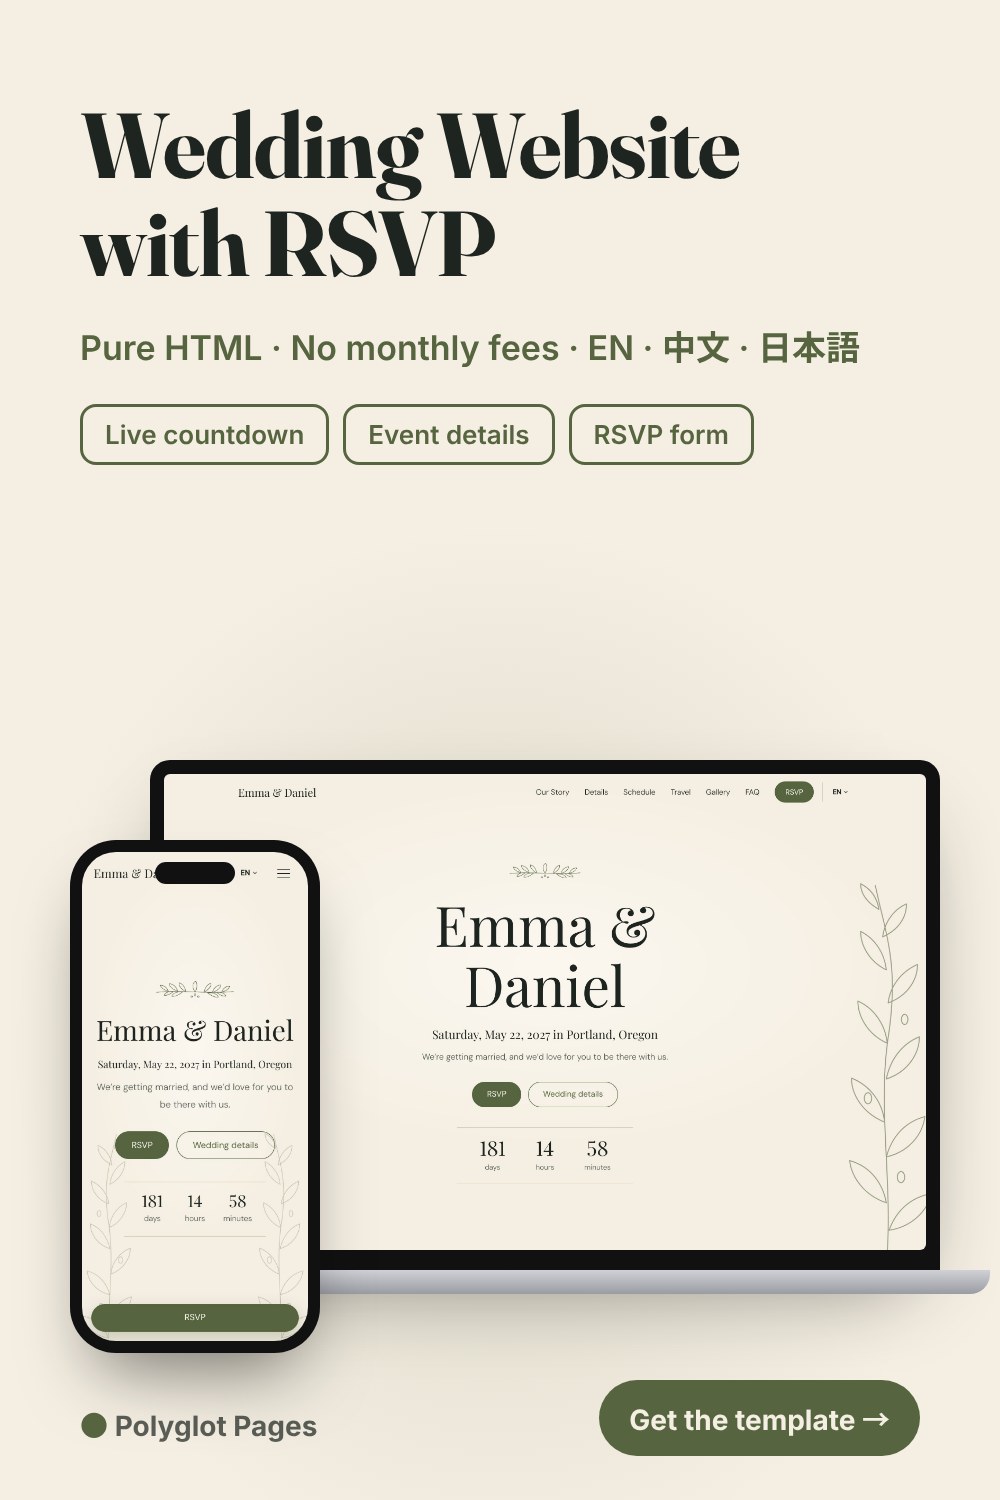 Wedding Website
with RSVP
Pure HTML · No monthly fees · EN · 中文 · 日本語
Live countdown
Event details
RSVP form
Emma & Daniel
Our Story
Details
Schedule
Travel
Gallery
FAQ
RSVP
EN
Emma &
Daniel
Saturday, May 22, 2027 in Portland, Oregon
We're getting married, and we'd love for you to be there with us.
RSVP
Wedding details
181
14
58
days
hours
minutes
Emma & Da
EN
Emma & Daniel
Saturday, May 22, 2027 in Portland, Oregon
We're getting married, and we'd love for you to
be there with us.
RSVP
Wedding details
181
14
58
days
hours
minutes
RSVP
Polyglot Pages
Get the template →